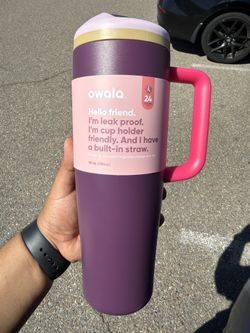 owala
24
Hello friend.
I'm leak proof,
I'm cup holder
friendly. And I have
a built-in straw.